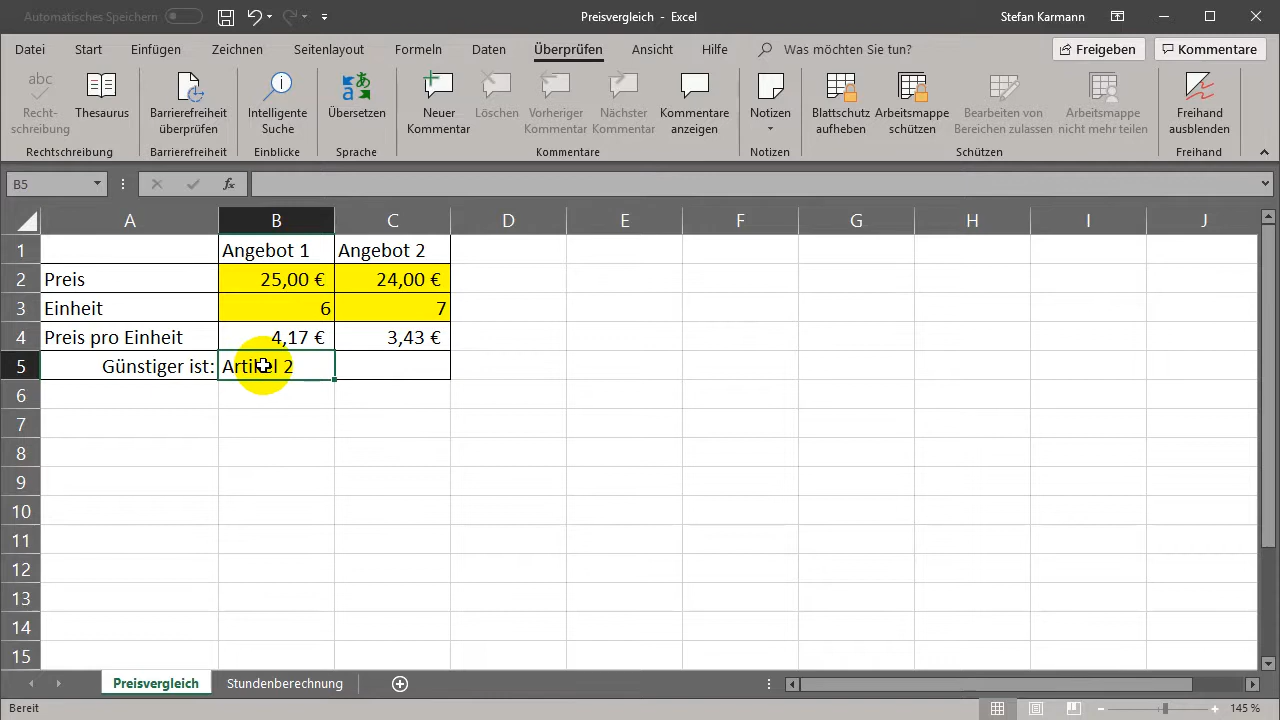 Automatisches Speichern
Preisvergleich - Excel
Stefan Karmann
Datei Start Einfügen Zeichnen Seitenlayout Formeln Daten Überprüfen Ansicht Hilfe Was möchten Sie tun? Freigeben Kommentare
abc
Recht-
schreibung
Thesaurus
Rechtschreibung
Barrierefreiheit
überprüfen
Barrierefreiheit
Intelligente
Suche
Einblicke
Übersetzen
Sprache
Neuer
Kommentar
Löschen
Vorheriger
Kommentar
Nächster
Kommentar
Kommentare
anzeigen
Kommentare
Notizen
Notizen
Blattschutz
aufheben
Arbeitsmappe
schützen
Bearbeiten von
Bereichen zulassen
Arbeitsmappe
nicht mehr teilen
Schützen
Freihand
ausblenden
Freihand
B5 fx
A B C D E F G H I J
1 Angebot 1 Angebot 2
2 Preis 25,00 € 24,00 €
3 Einheit 6 7
4 Preis pro Einheit 4,17 € 3,43 €
5 Günstiger ist: Artikel 2
6
7
8
9
10
11
12
13
14
15
Preisvergleich Stundenberechnung
Bereit 145 %